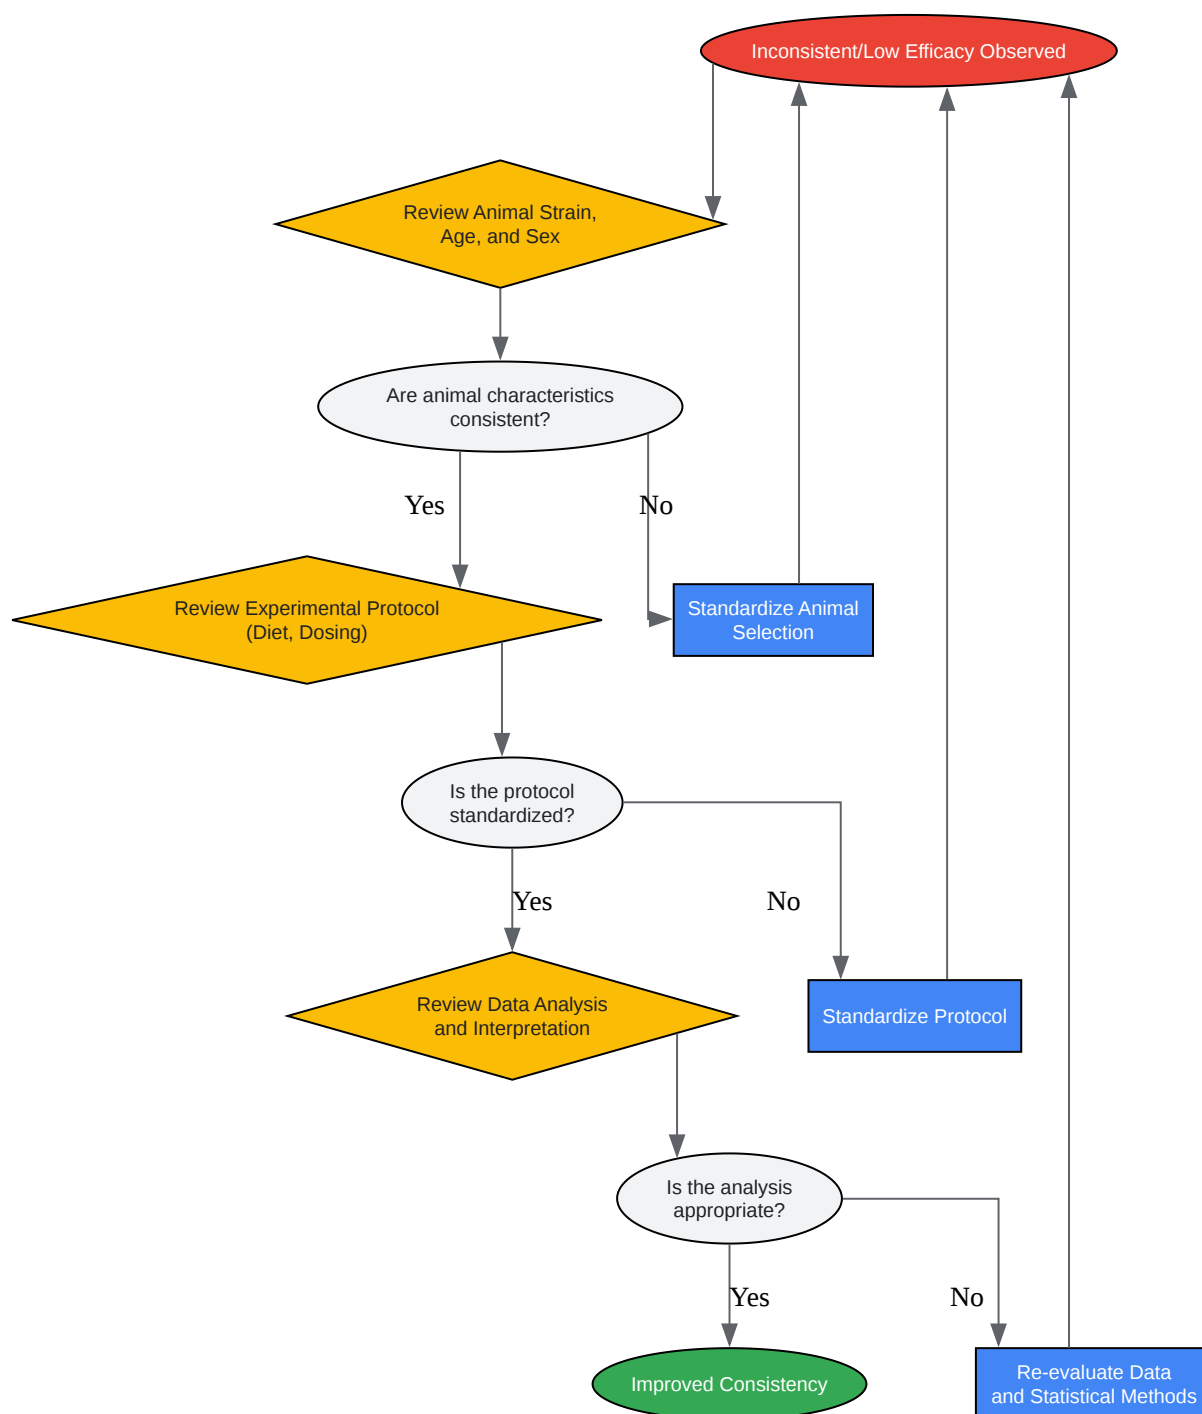 Inconsistent/Low Efficacy Observed
Review Animal Strain,
Age, and Sex
Are animal characteristics
consistent?
Yes
No
Review Experimental Protocol
(Diet, Dosing)
Standardize Animal
Selection
Is the protocol
standardized?
Yes
No
Review Data Analysis
and Interpretation
Standardize Protocol
Is the analysis
appropriate?
Yes
No
Improved Consistency
Re-evaluate Data
and Statistical Methods